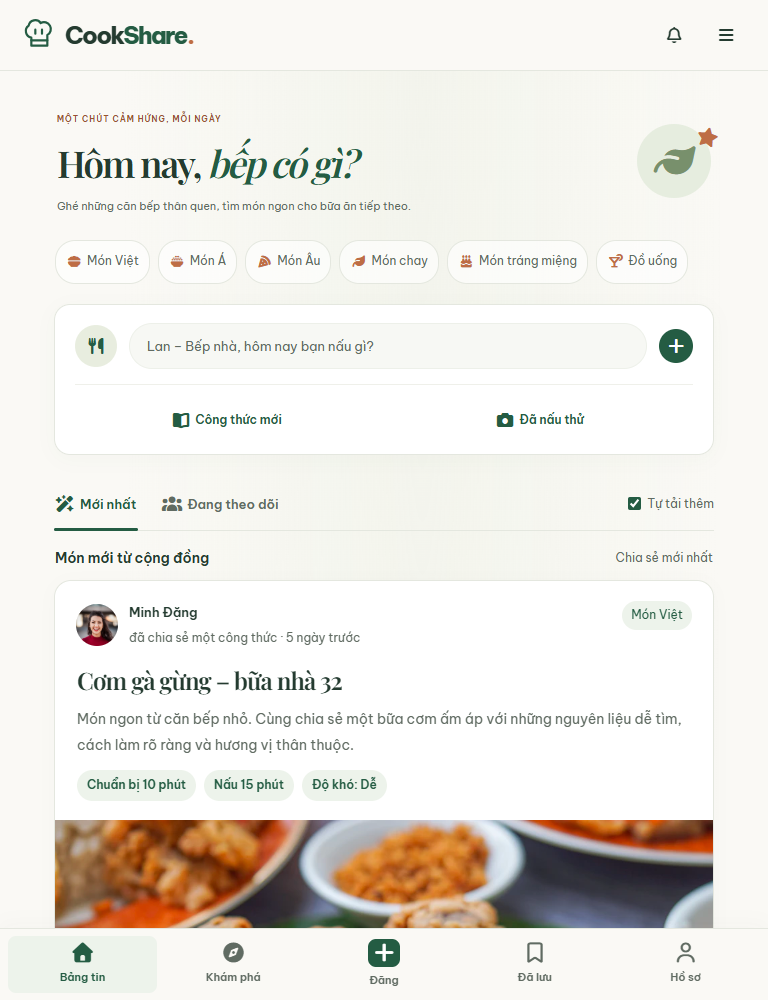 CookShare.
MỘT CHÚT CẢM HỨNG, MỖI NGÀY
Hôm nay, bếp có gì?
Ghé những căn bếp thân quen, tìm món ngon cho bữa ăn tiếp theo.
Món Việt
Món Á
Món Âu
Món chay
Món tráng miệng
Đồ uống
Lan – Bếp nhà, hôm nay bạn nấu gì?
Công thức mới
Đã nấu thử
Mới nhất
Đang theo dõi
Tự tải thêm
Món mới từ cộng đồng
Chia sẻ mới nhất
Minh Đặng
Món Việt
đã chia sẻ một công thức · 5 ngày trước
Cơm gà gừng – bữa nhà 32
Món ngon từ căn bếp nhỏ. Cùng chia sẻ một bữa cơm ấm áp với những nguyên liệu dễ tìm,
cách làm rõ ràng và hương vị thân thuộc.
Chuẩn bị 10 phút
Nấu 15 phút
Độ khó: Dễ
Bảng tin
Khám phá
Đăng
Đã lưu
Hồ sơ